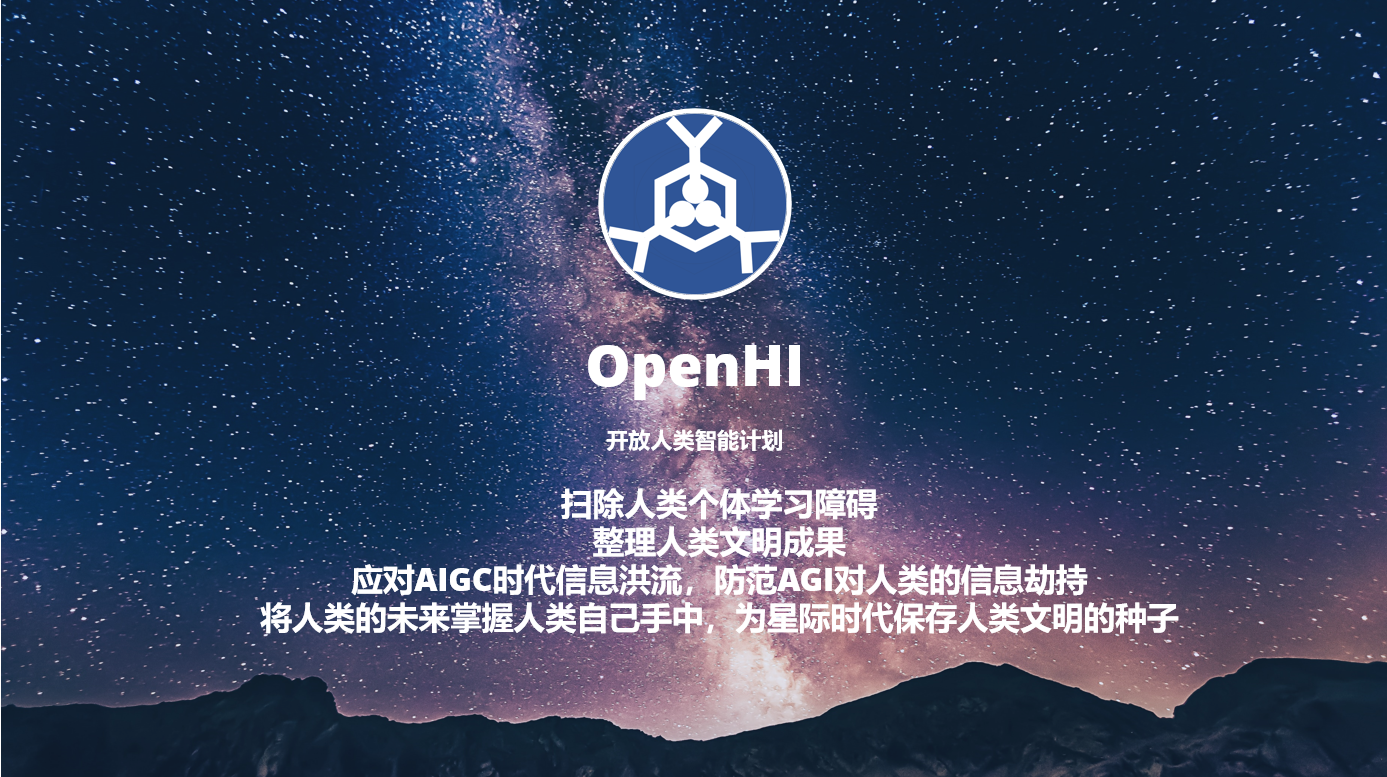 OpenHI
开放人类智能计划
扫除人类个体学习障碍
整理人类文明成果
应对AIGC时代信息洪流，防范AGI对人类的信息劫持
将人类的未来掌握人类自己手中，为星际时代保存人类文明的种子